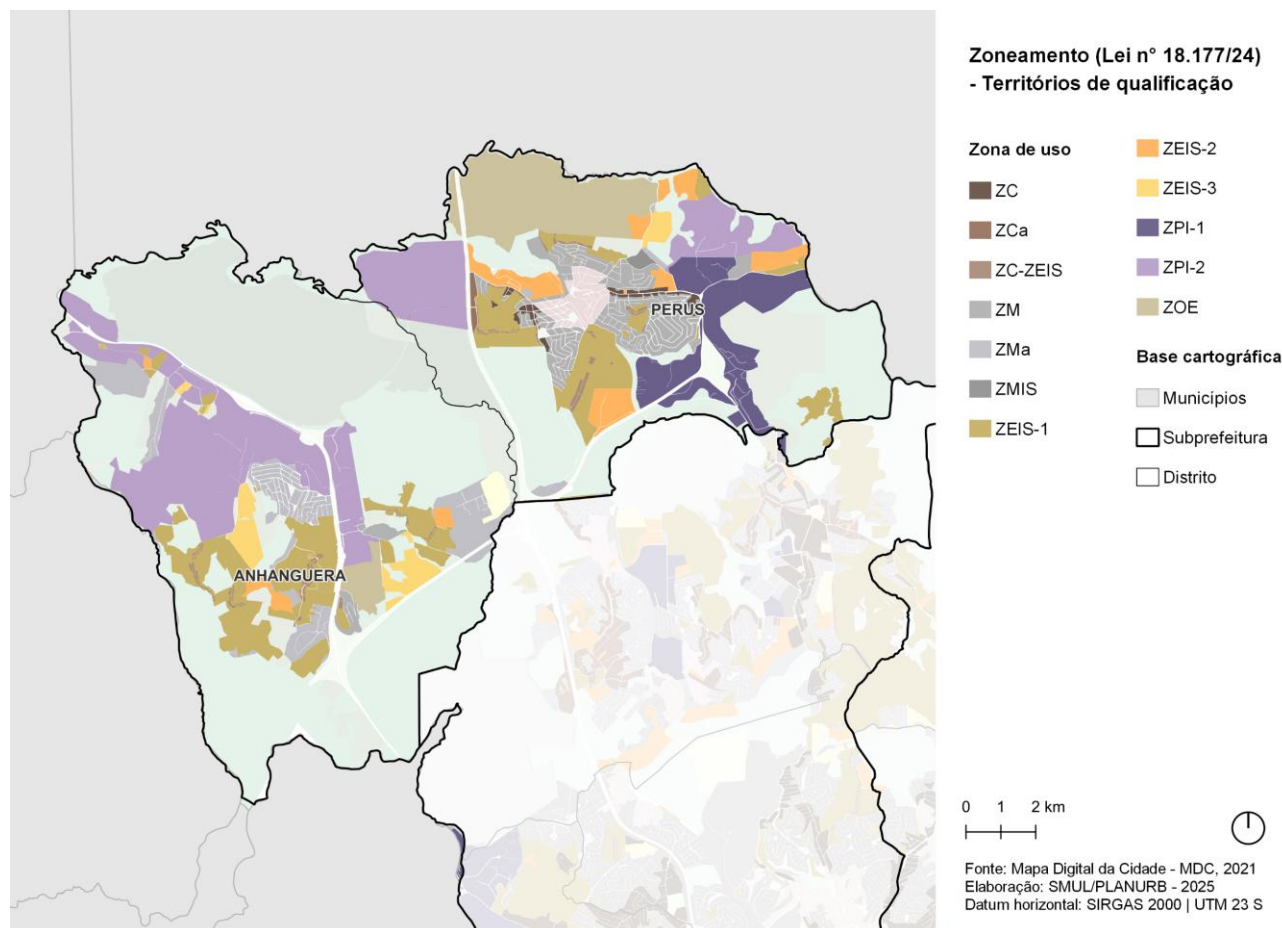 Zoneamento (Lei n° 18.177/24)
- Territórios de qualificação
Zona de uso
ZC
ZCa
ZC-ZEIS
ZM
ZMa
ZMIS
ZEIS-1
ZEIS-2
ZEIS-3
ZPI-1
ZPI-2
ZOE
Base cartográfica
Municípios
Subprefeitura
Distrito
PERUS
ANHANGUERA
0 1 2 km
Fonte: Mapa Digital da Cidade - MDC, 2021
Elaboração: SMUL/PLANURB - 2025
Datum horizontal: SIRGAS 2000 | UTM 23 S